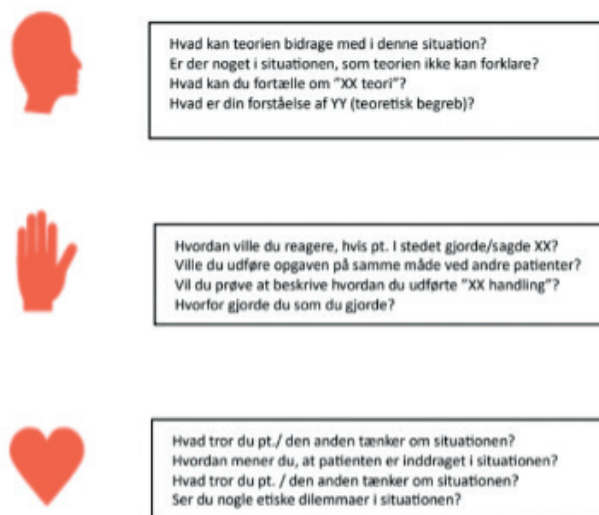 Hvad kan teorien bidrage med i denne situation?
Er der noget i situationen, som teorien ikke kan forklare?
Hvad kan du fortælle om "XX teori"?
Hvad er din forståelse af YY (teoretisk begreb)?
Hvordan ville du reagere, hvis pt. I stedet gjorde/sagde XX?
Ville du udføre opgaven på samme måde ved andre patienter?
Vil du prøve at beskrive hvordan du udførte "XX handling"?
Hvorfor gjorde du som du gjorde?
Hvad tror du pt./ den anden tænker om situationen?
Hvordan mener du, at patienten er inddraget i situationen?
Hvad tror du pt. / den anden tænker om situationen?
Ser du nogle etiske dilemmaer i situationen?